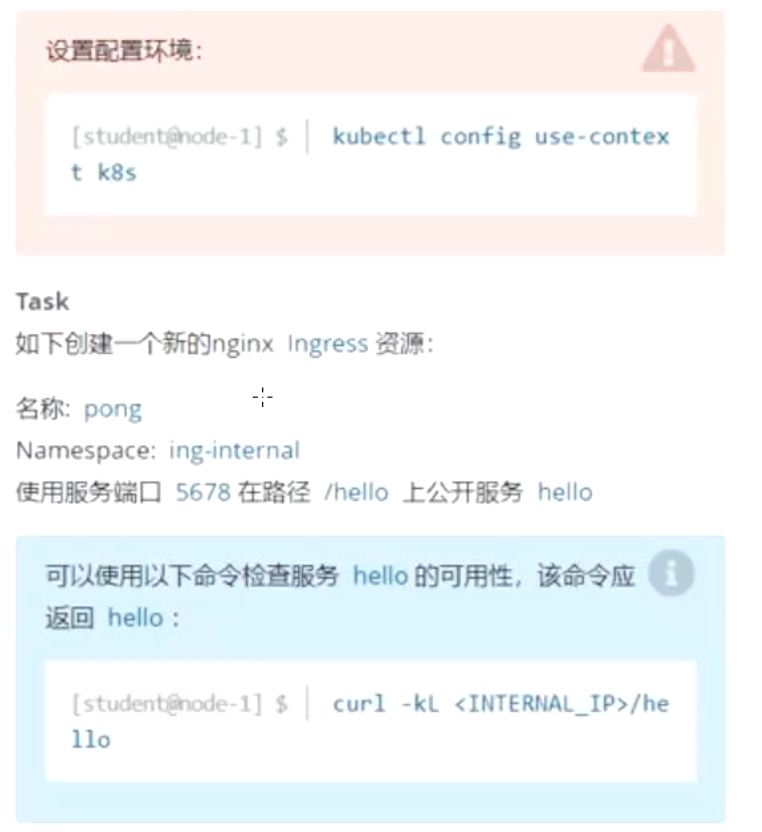 设置配置环境：
[student@node-1] $ | kubectl config use-contex
t k8s
Task
如下创建一个新的nginx Ingress 资源：
名称: pong
Namespace: ing-internal
使用服务端口 5678 在路径 /hello 上公开服务 hello
可以使用以下命令检查服务 hello 的可用性，该命令应
返回 hello：
[student@node-1] $ | curl -kL <INTERNAL_IP>/he
llo